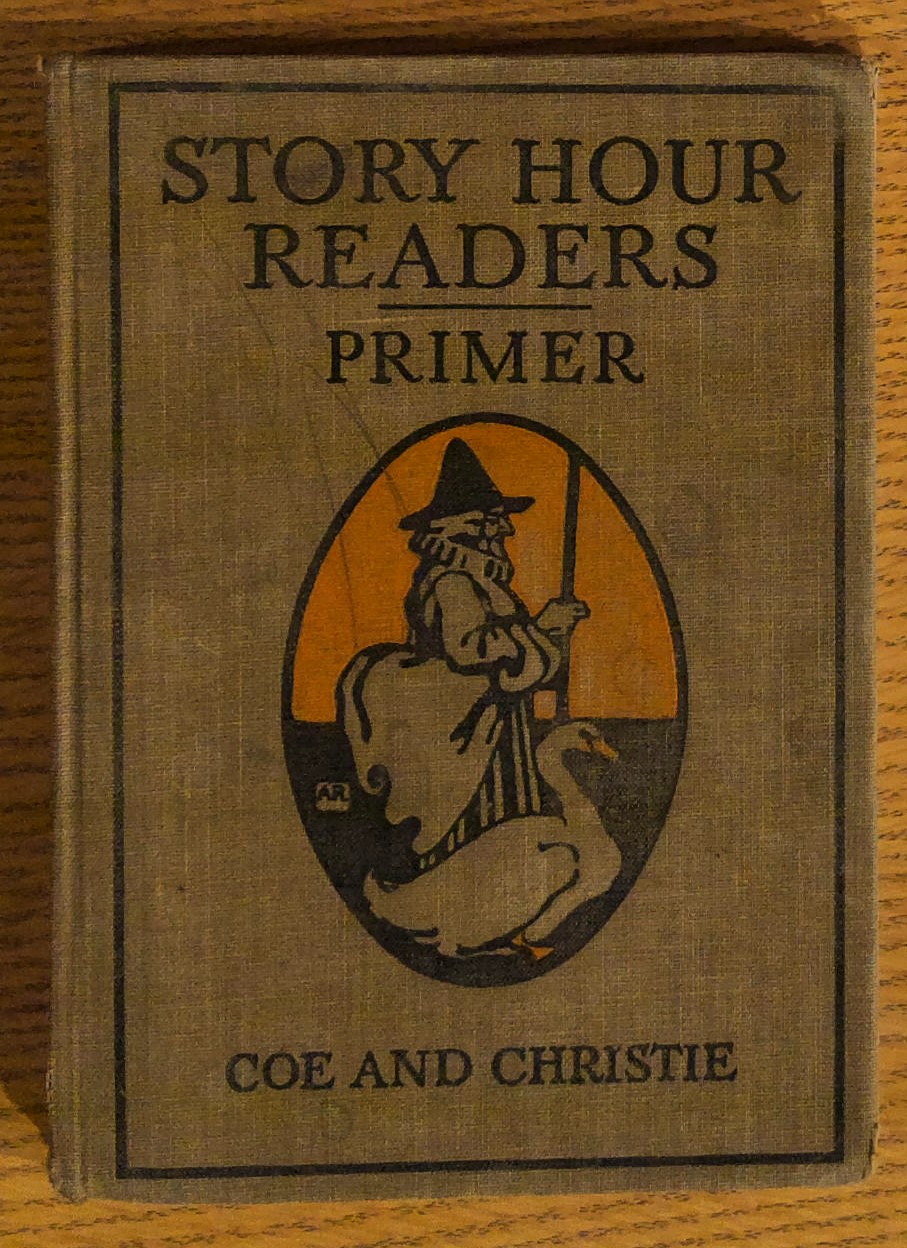 STORY HOUR
READERS
PRIMER
AR
COE AND CHRISTIE